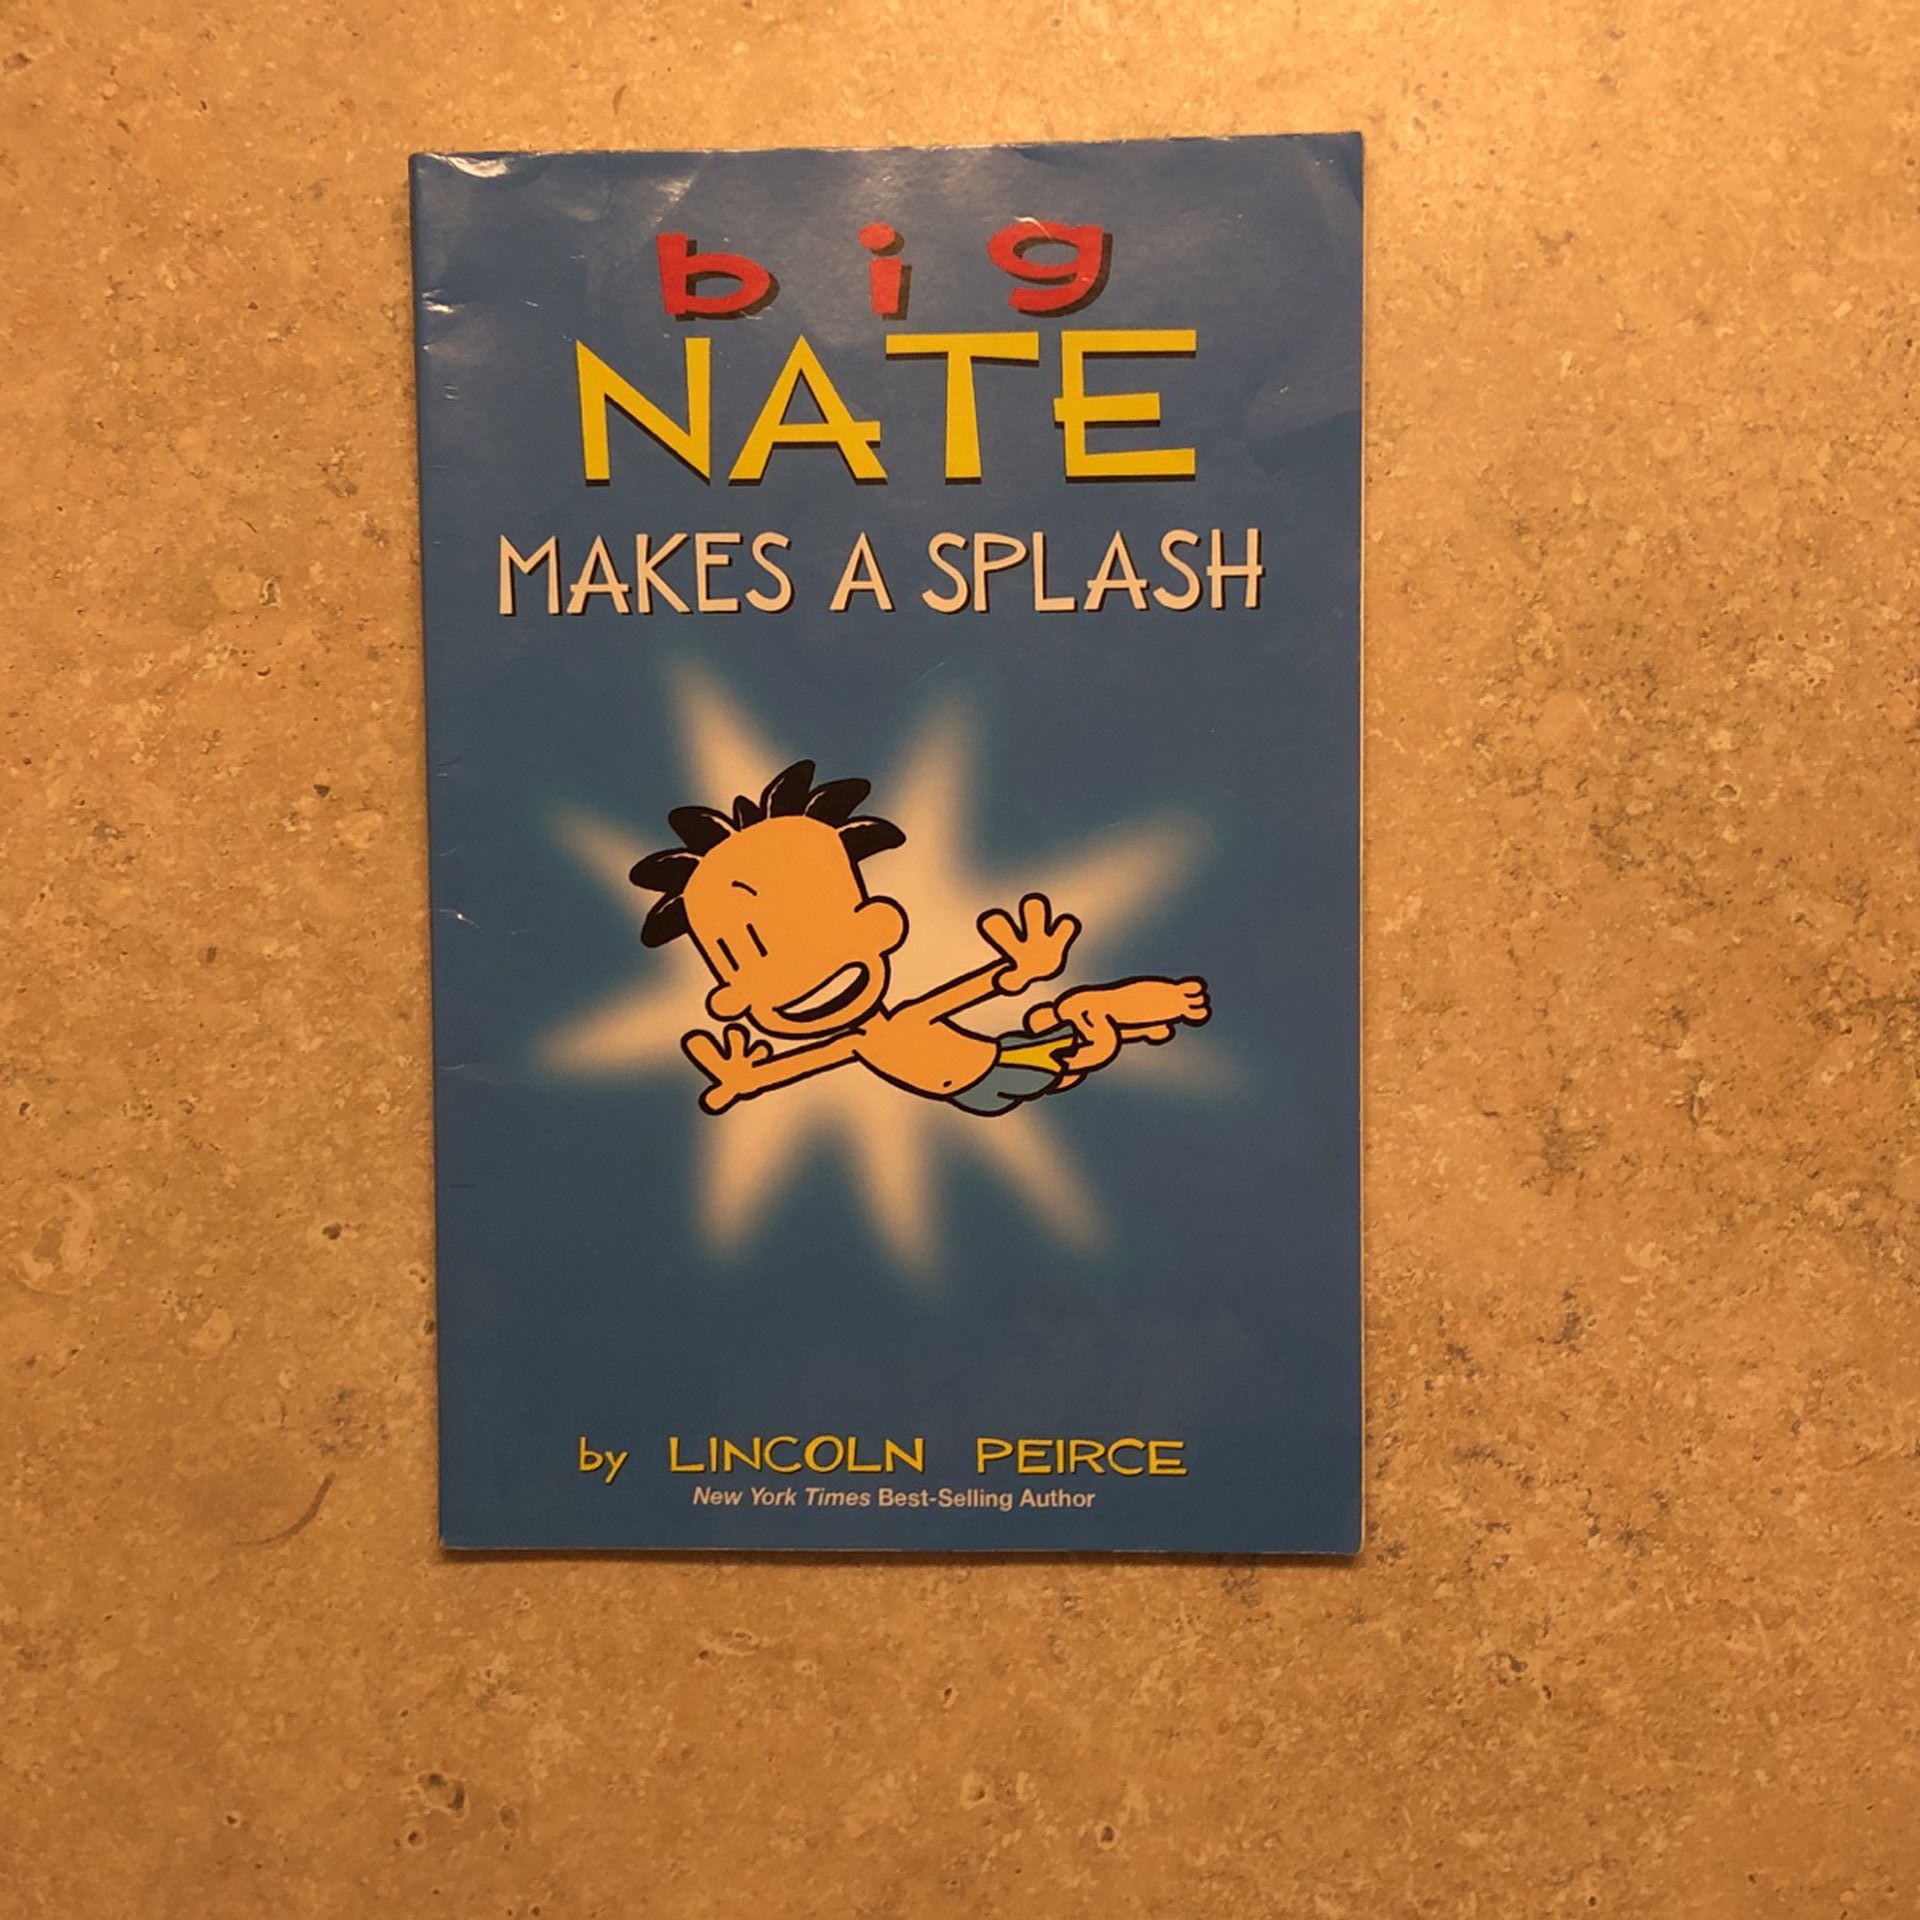 big
NATE
MAKES A SPLASH
by LINCOLN PEIRCE
New York Times Best-Selling Author